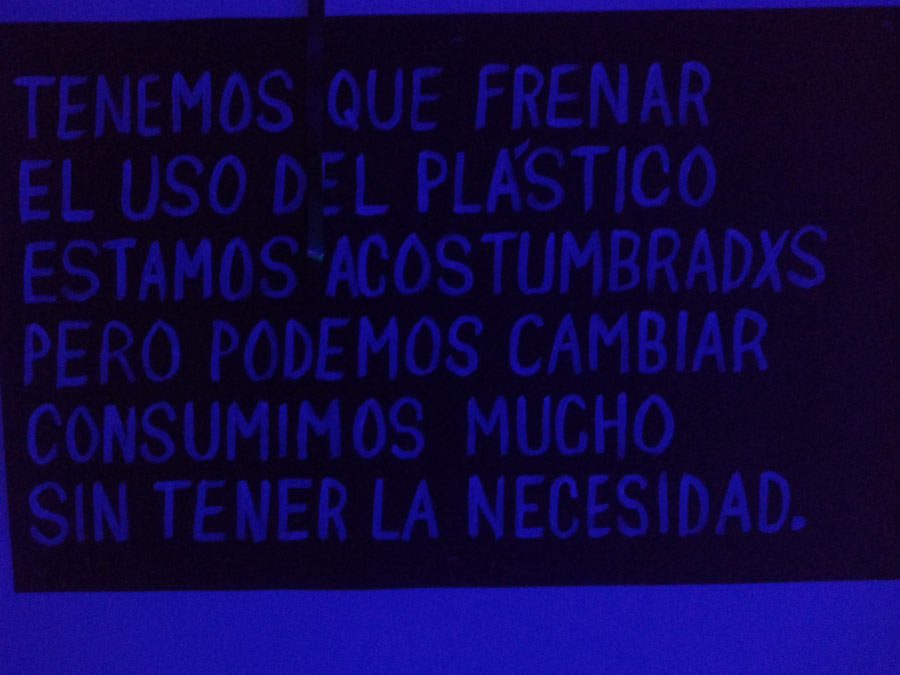 TENEMOS QUE FRENAR
EL USO DEL PLÁSTICO
ESTAMOS ACOSTUMBRADXS
PERO PODEMOS CAMBIAR
CONSUMIMOS MUCHO
SIN TENER LA NECESIDAD.